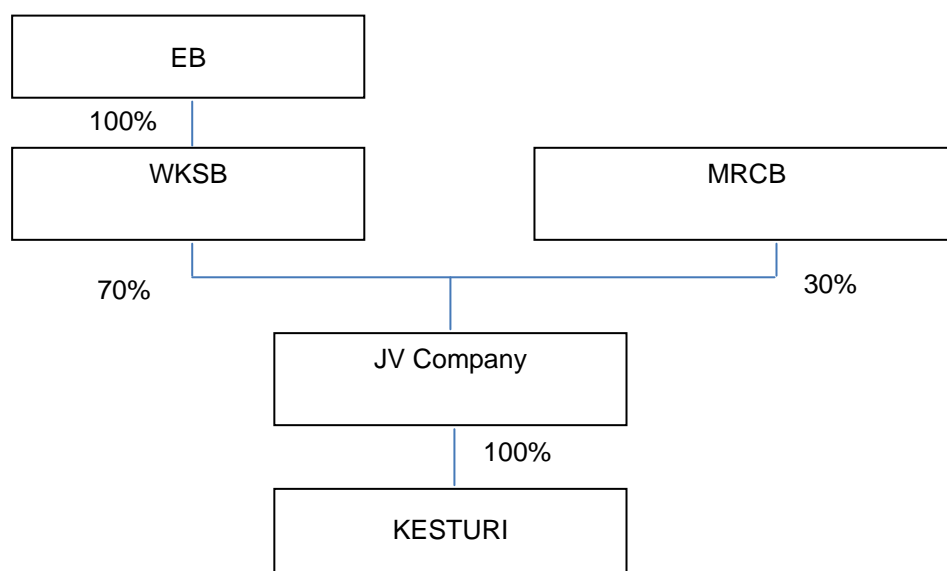 EB
100%
WKSB
MRCB
70%
30%
JV Company
100%
KESTURI